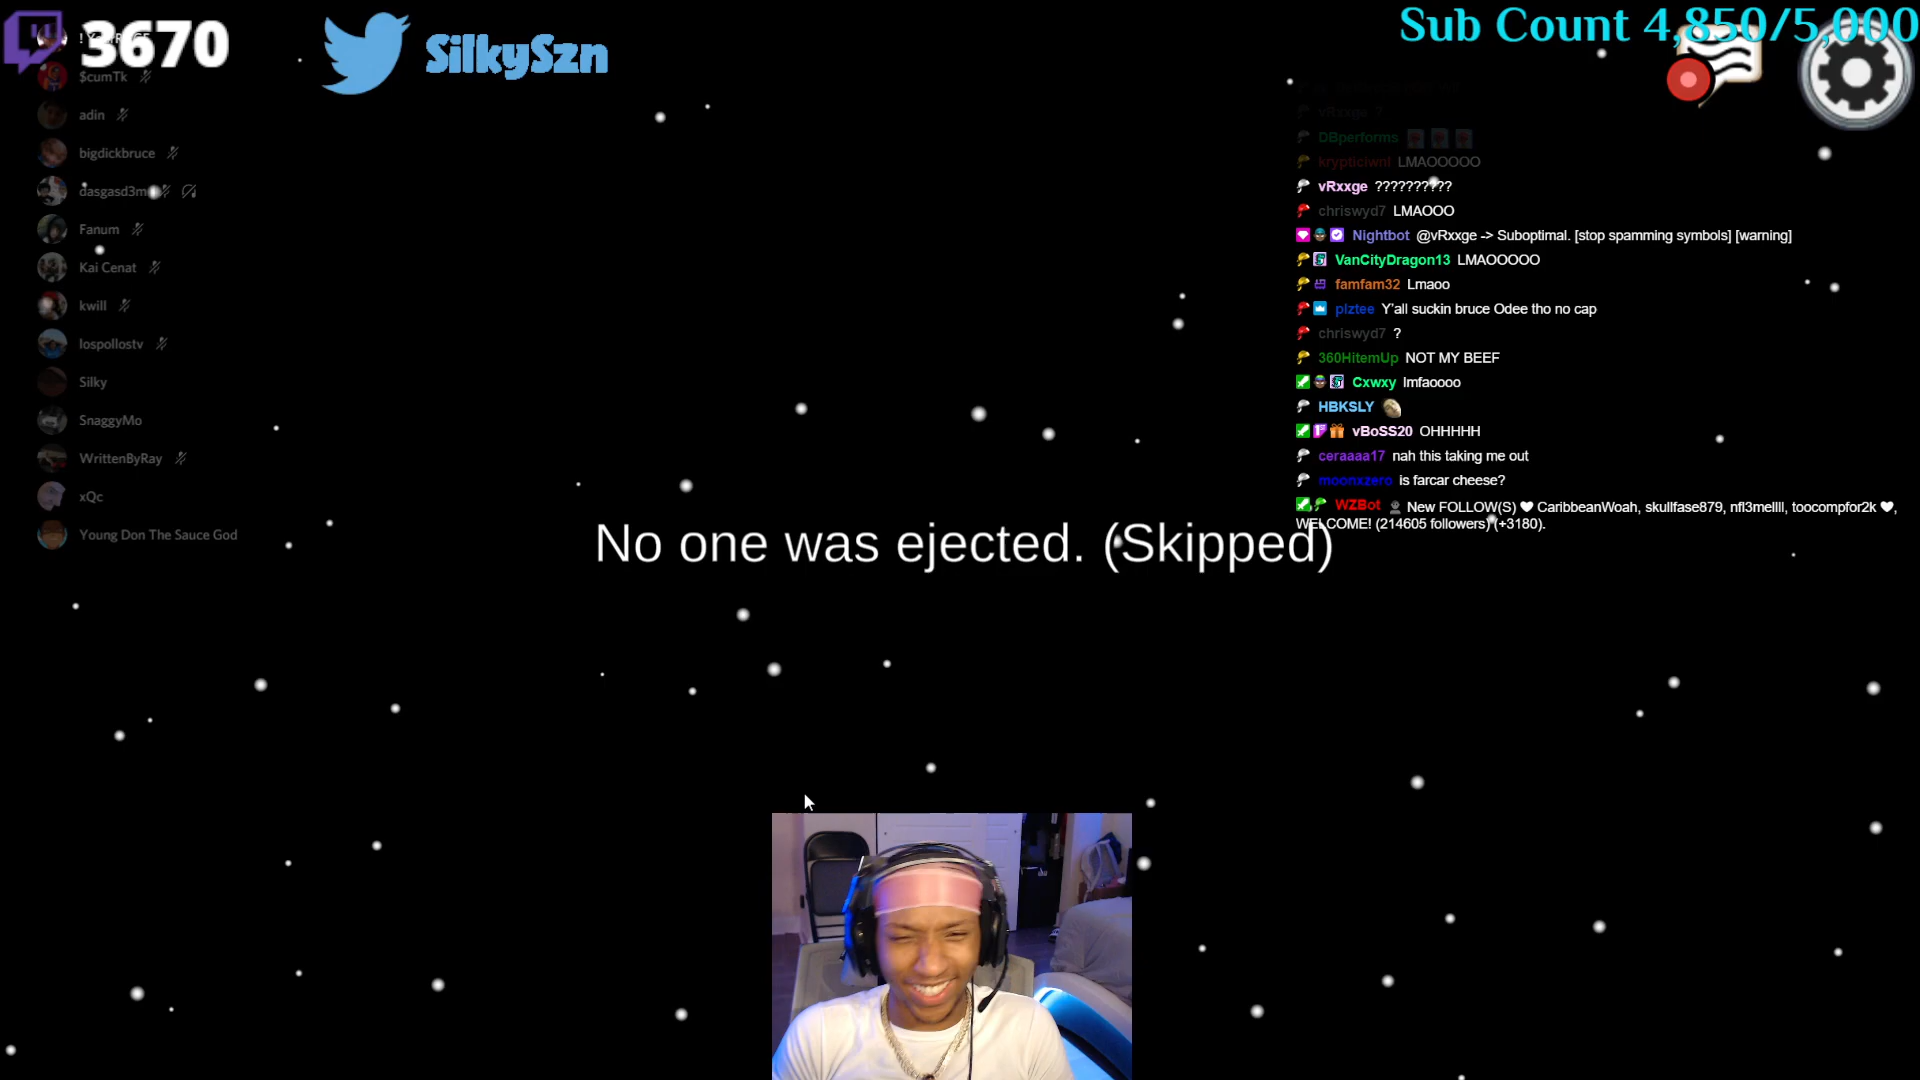 3670
SilkySzn
Sub Count 4,850/5,000
$cumTk
adin
bigdickbruce
dasgasd3m
Fanum
Kai Cenat
kwill
lospollostv
Silky
SnaggyMo
WrittenByRay
xQc
Young Don The Sauce God
vRxxge ?
DBperforms
krypticiwnl LMAOOOOO
vRxxge ??????????
chriswyd7 LMAOOO
Nightbot @vRxxge -> Suboptimal. [stop spamming symbols] [warning]
VanCityDragon13 LMAOOOOO
famfam32 Lmaoo
plztee Y'all suckin bruce Odee tho no cap
chriswyd7 ?
360HitemUp NOT MY BEEF
Cxwxy lmfaoooo
HBKSLY
vBoSS20 OHHHHH
ceraaaa17 nah this taking me out
moonxzero is farcar cheese?
WZBot New FOLLOW(S) ♥ CaribbeanWoah, skullfase879, nfl3mellll, toocompfor2k ♥,
WELCOME! (214605 followers) (+3180).
No one was ejected. (Skipped)